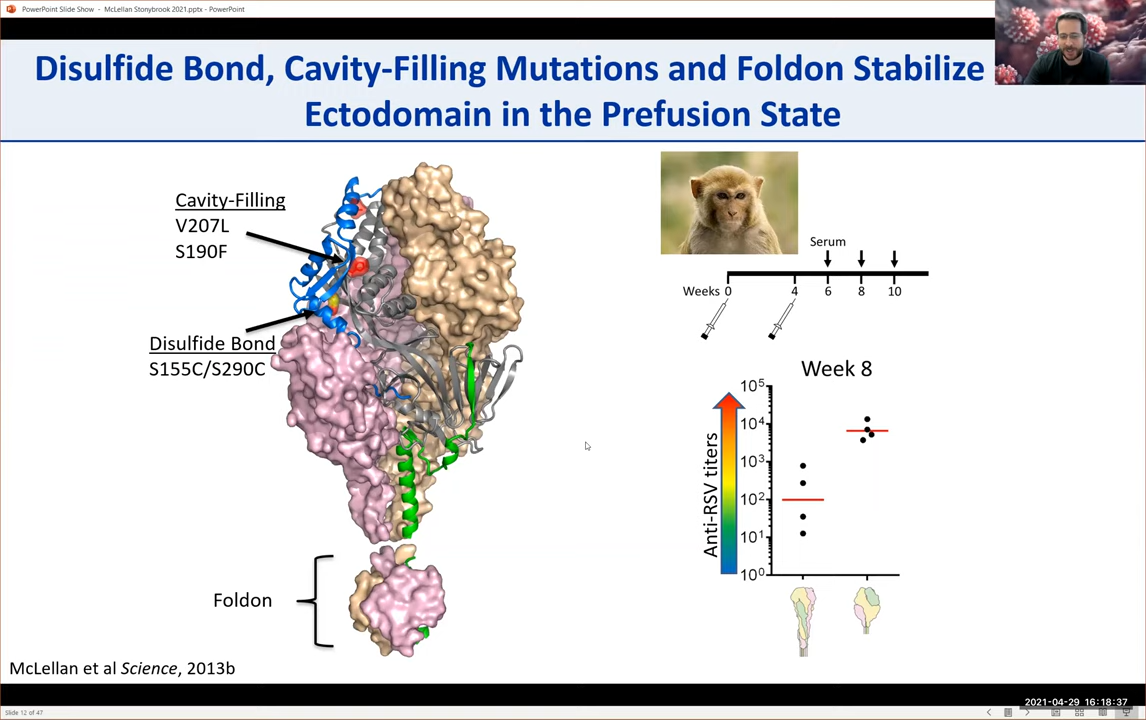 PowerPoint Slide Show - McLellan Stonybrook 2021.pptx - PowerPoint
Disulfide Bond, Cavity-Filling Mutations and Foldon Stabilize
Ectodomain in the Prefusion State
Cavity-Filling
V207L
S190F
Disulfide Bond
S155C/S290C
Foldon
McLellan et al Science, 2013b
Serum
Weeks 0 4 6 8 10
Week 8
Anti-RSV titers
10⁵
10⁴
10³
10²
10¹
10⁰
2021-04-29 16:18:37
Slide 12 of 47